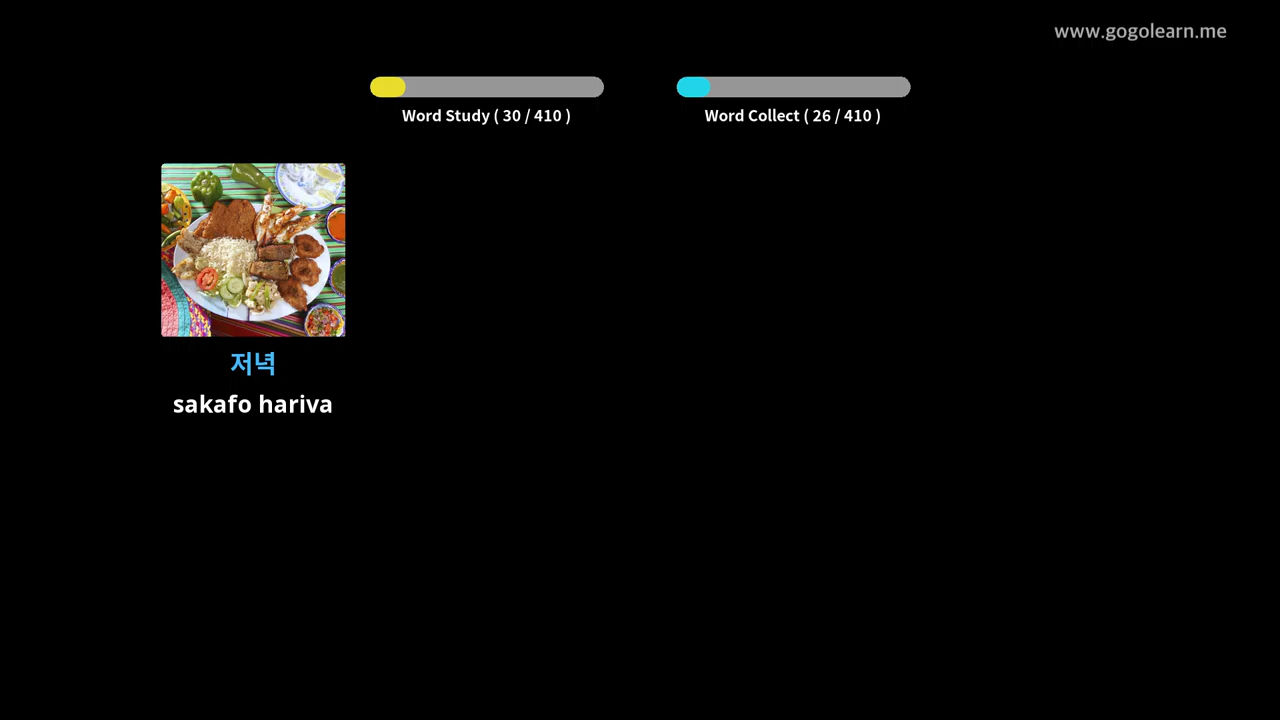 www.gogolearn.me
Word Study ( 30 / 410 )
Word Collect ( 26 / 410 )
저녁
sakafo hariva